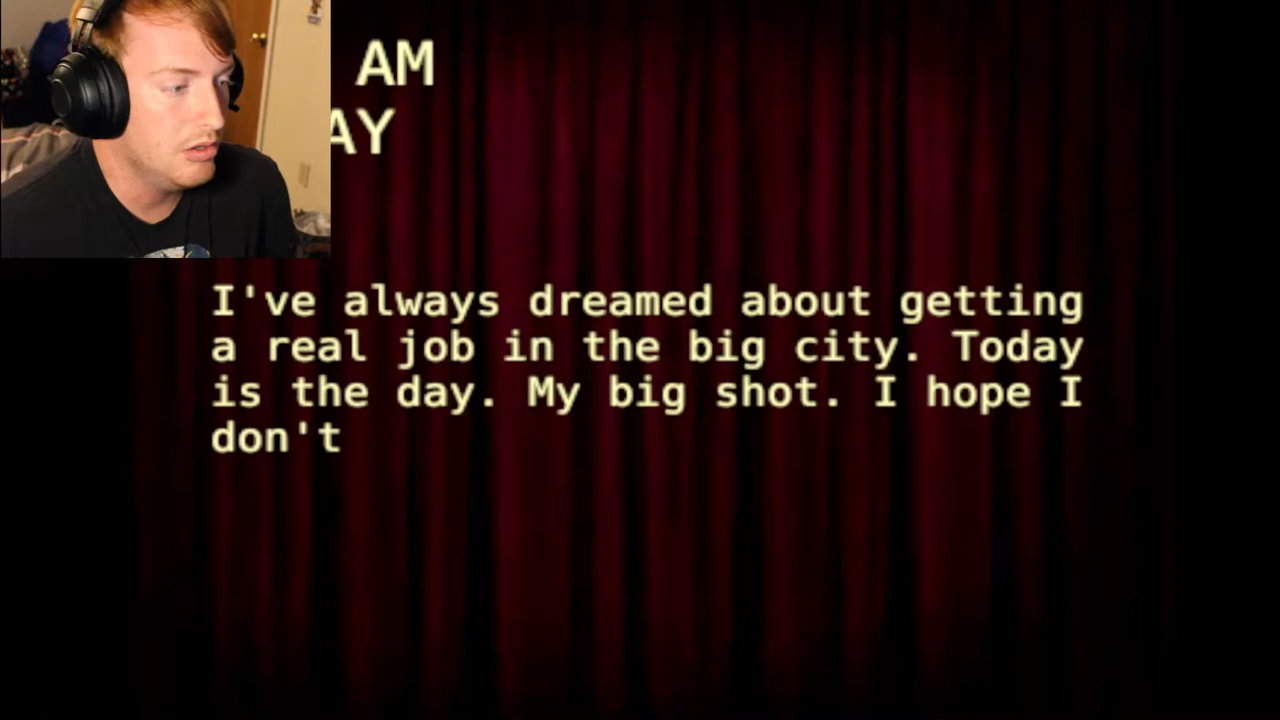 AM
AY
I've always dreamed about getting
a real job in the big city. Today
is the day. My big shot. I hope I
don't